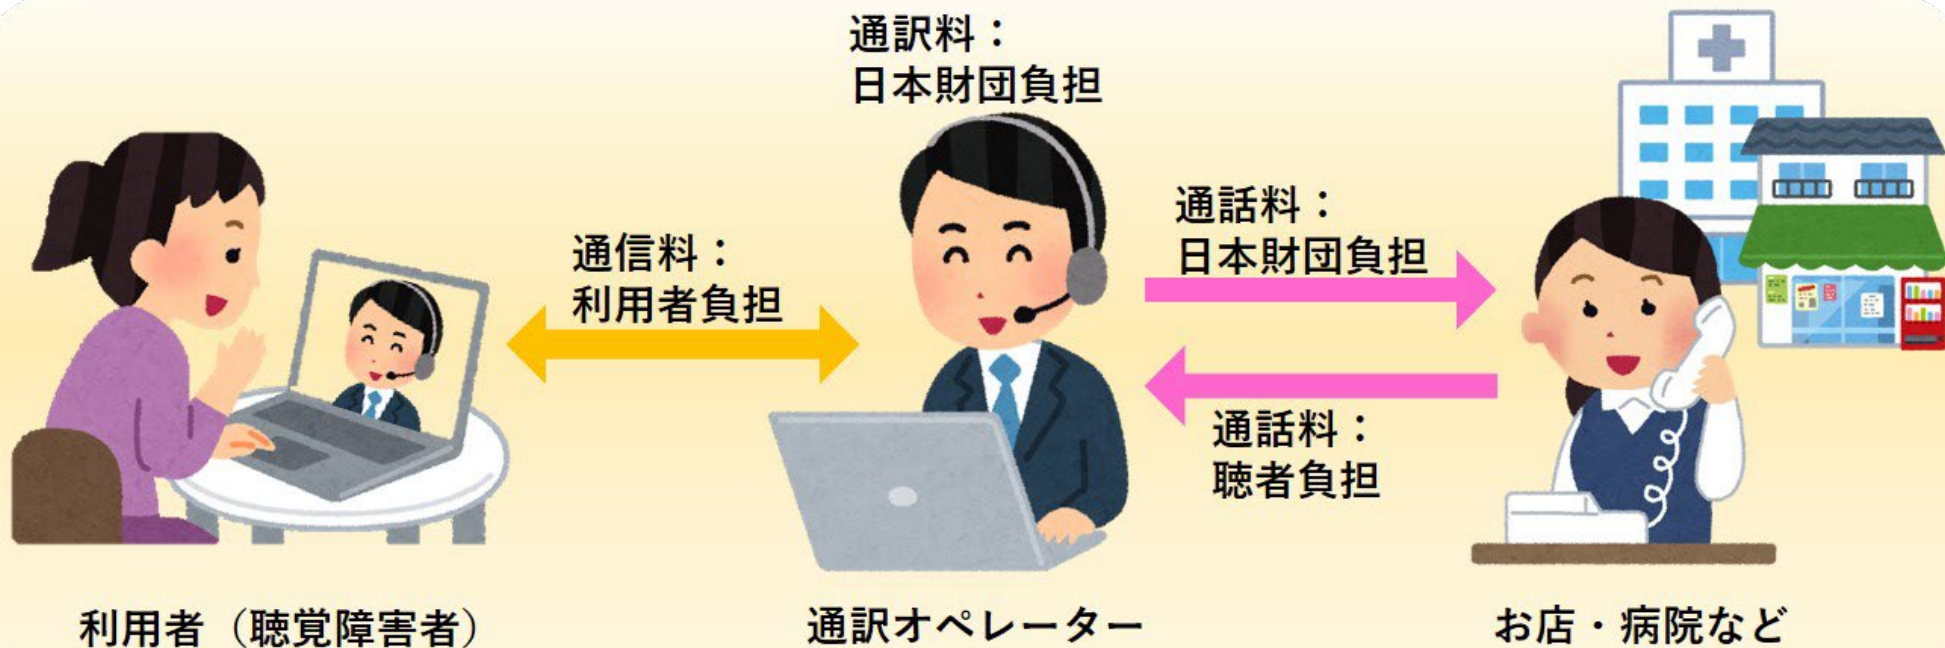 通訳料：
日本財団負担
通信料：
利用者負担
通話料：
日本財団負担
通話料：
聴者負担
利用者（聴覚障害者）
通訳オペレーター
お店・病院など